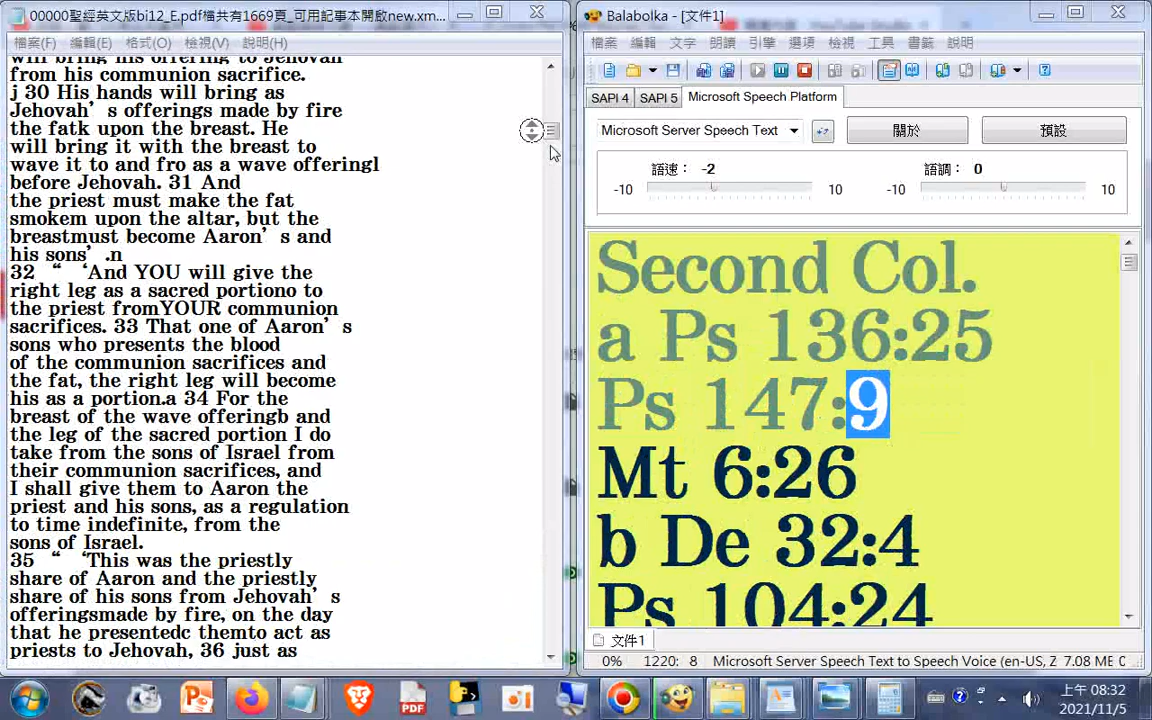 00000聖經英文版bi12_E.pdf檔共有1669頁_可用記事本開啟new.xm...
檔案(F) 編輯(E) 格式(O) 檢視(V) 說明(H)
will bring his offering to Jehovah
from his communion sacrifice.
j 30 His hands will bring as
Jehovah’s offerings made by fire
the fatk upon the breast. He
will bring it with the breast to
wave it to and fro as a wave offeringl
before Jehovah. 31 And
the priest must make the fat
smokem upon the altar, but the
breastmust become Aaron’s and
his sons’.n
32 “ ‘And YOU will give the
right leg as a sacred portiono to
the priest fromYOUR communion
sacrifices. 33 That one of Aaron’s
sons who presents the blood
of the communion sacrifices and
the fat, the right leg will become
his as a portion.a 34 For the
breast of the wave offeringb and
the leg of the sacred portion I do
take from the sons of Israel from
their communion sacrifices, and
I shall give them to Aaron the
priest and his sons, as a regulation
to time indefinite, from the
sons of Israel.
35 “ ‘This was the priestly
share of Aaron and the priestly
share of his sons from Jehovah’s
offeringsmade by fire, on the day
that he presentedc themto act as
priests to Jehovah, 36 just as
Balabolka - [文件1]
檔案 編輯 文字 朗讀 引擎 選項 檢視 工具 書籤 說明
SAPI 4 SAPI 5 Microsoft Speech Platform
Microsoft Server Speech Text 關於 預設
語速: -2 語調: 0
-10 10 -10 10
Second Col.
a Ps 136:25
Ps 147:9
Mt 6:26
b De 32:4
Ps 104:24
文件1
0% 1220: 8 Microsoft Server Speech Text to Speech Voice (en-US, Z 7.08 ME C
PDF
上午 08:32
2021/11/5